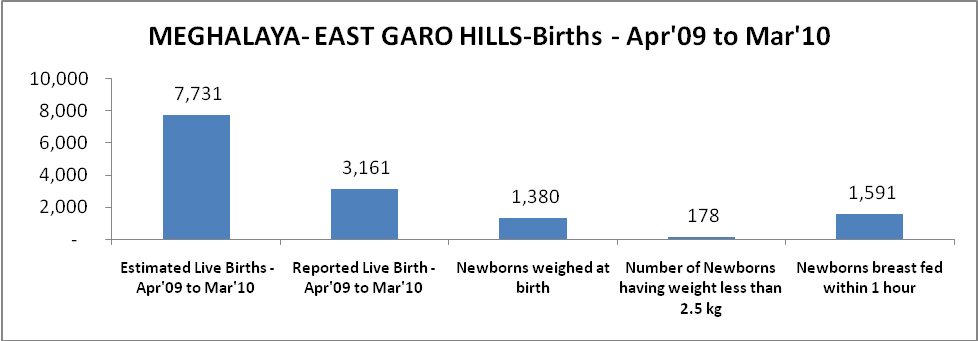 MEGHALAYA- EAST GARO HILLS-Births - Apr'09 to Mar'10
10,000
8,000
6,000
4,000
2,000
-
7,731
3,161
1,380
178
1,591
Estimated Live Births -
Apr'09 to Mar'10
Reported Live Birth -
Apr'09 to Mar'10
Newborns weighed at
birth
Number of Newborns
having weight less than
2.5 kg
Newborns breast fed
within 1 hour